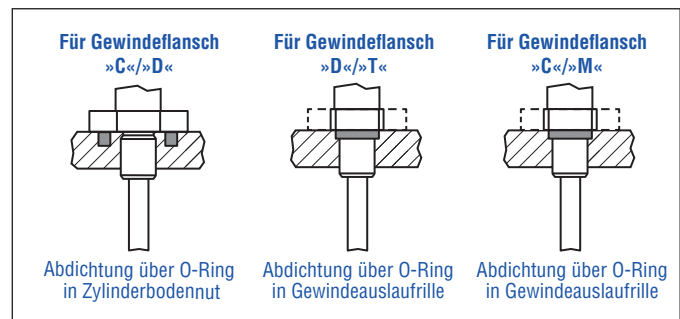 Für Gewindeflansch
»C«/»D«
Abdichtung über O-Ring
in Zylinderbodennut
Für Gewindeflansch
»D«/»T«
Abdichtung über O-Ring
in Gewindeauslaufrille
Für Gewindeflansch
»C«/»M«
Abdichtung über O-Ring
in Gewindeauslaufrille